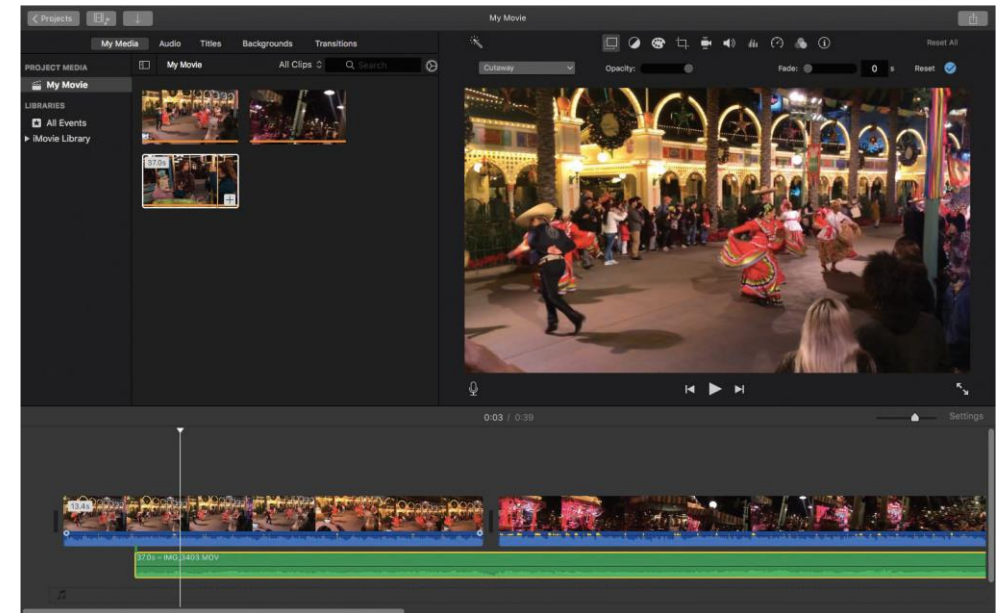 Projects
My Movie
My Media Audio Titles Backgrounds Transitions
Reset All
PROJECT MEDIA
My Movie
All Clips
Search
Cutaway
Opacity:
Fade:
0 s
Reset
My Movie
LIBRARIES
All Events
iMovie Library
37.0s
0:03 / 0:39
Settings
13.4s
37.0s – IMG_3403.MOV